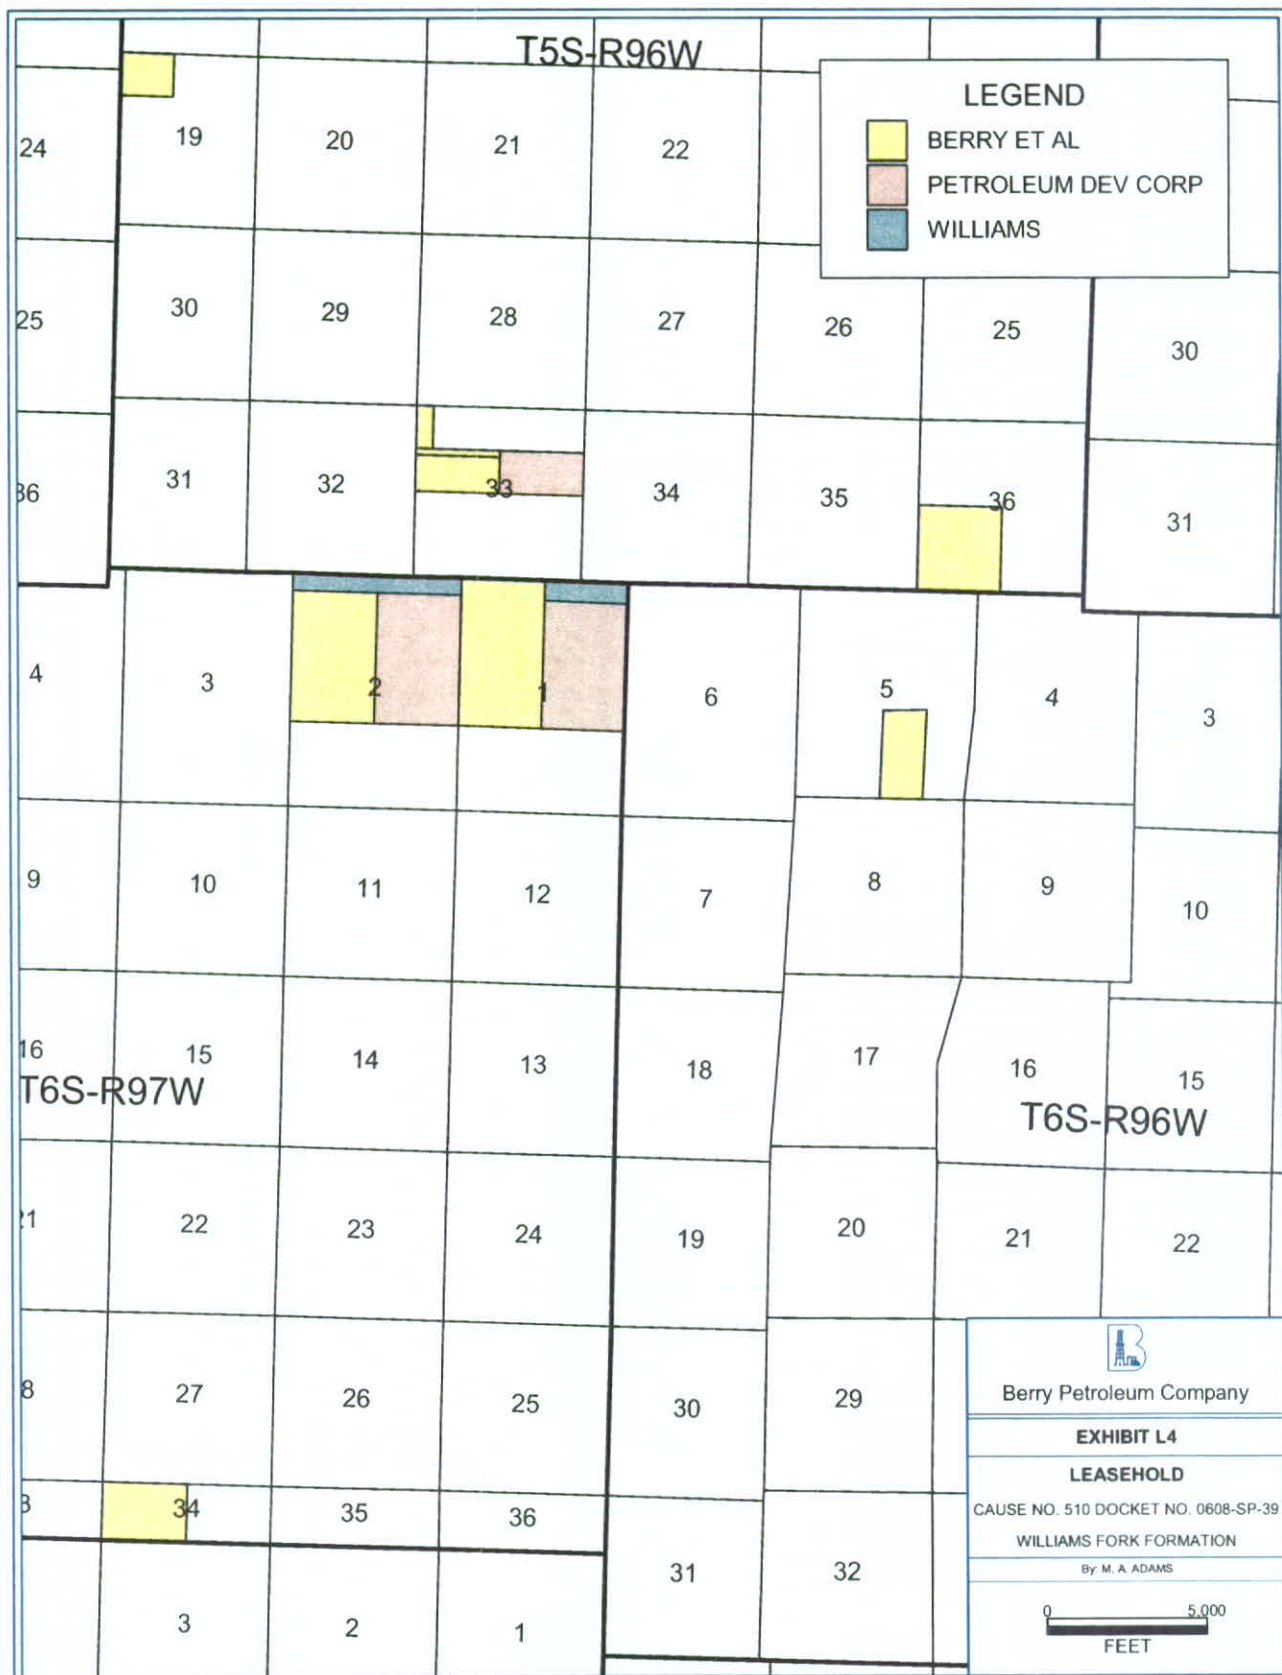 T5S-R96W
LEGEND
BERRY ET AL
PETROLEUM DEV CORP
WILLIAMS
24 19 20 21 22
25 30 29 28 27 26 25 30
36 31 32 33 34 35 36 31
4 3 2 1 6 5 4 3
9 10 11 12 7 8 9 10
16 15 14 13 18 17 16 15
T6S-R97W T6S-R96W
21 22 23 24 19 20 21 22
8 27 26 25 30 29
3 34 35 36 31 32
3 2 1
B
Berry Petroleum Company
EXHIBIT L4
LEASEHOLD
CAUSE NO. 510 DOCKET NO. 0608-SP-39
WILLIAMS FORK FORMATION
By: M. A. ADAMS
0 5,000
FEET